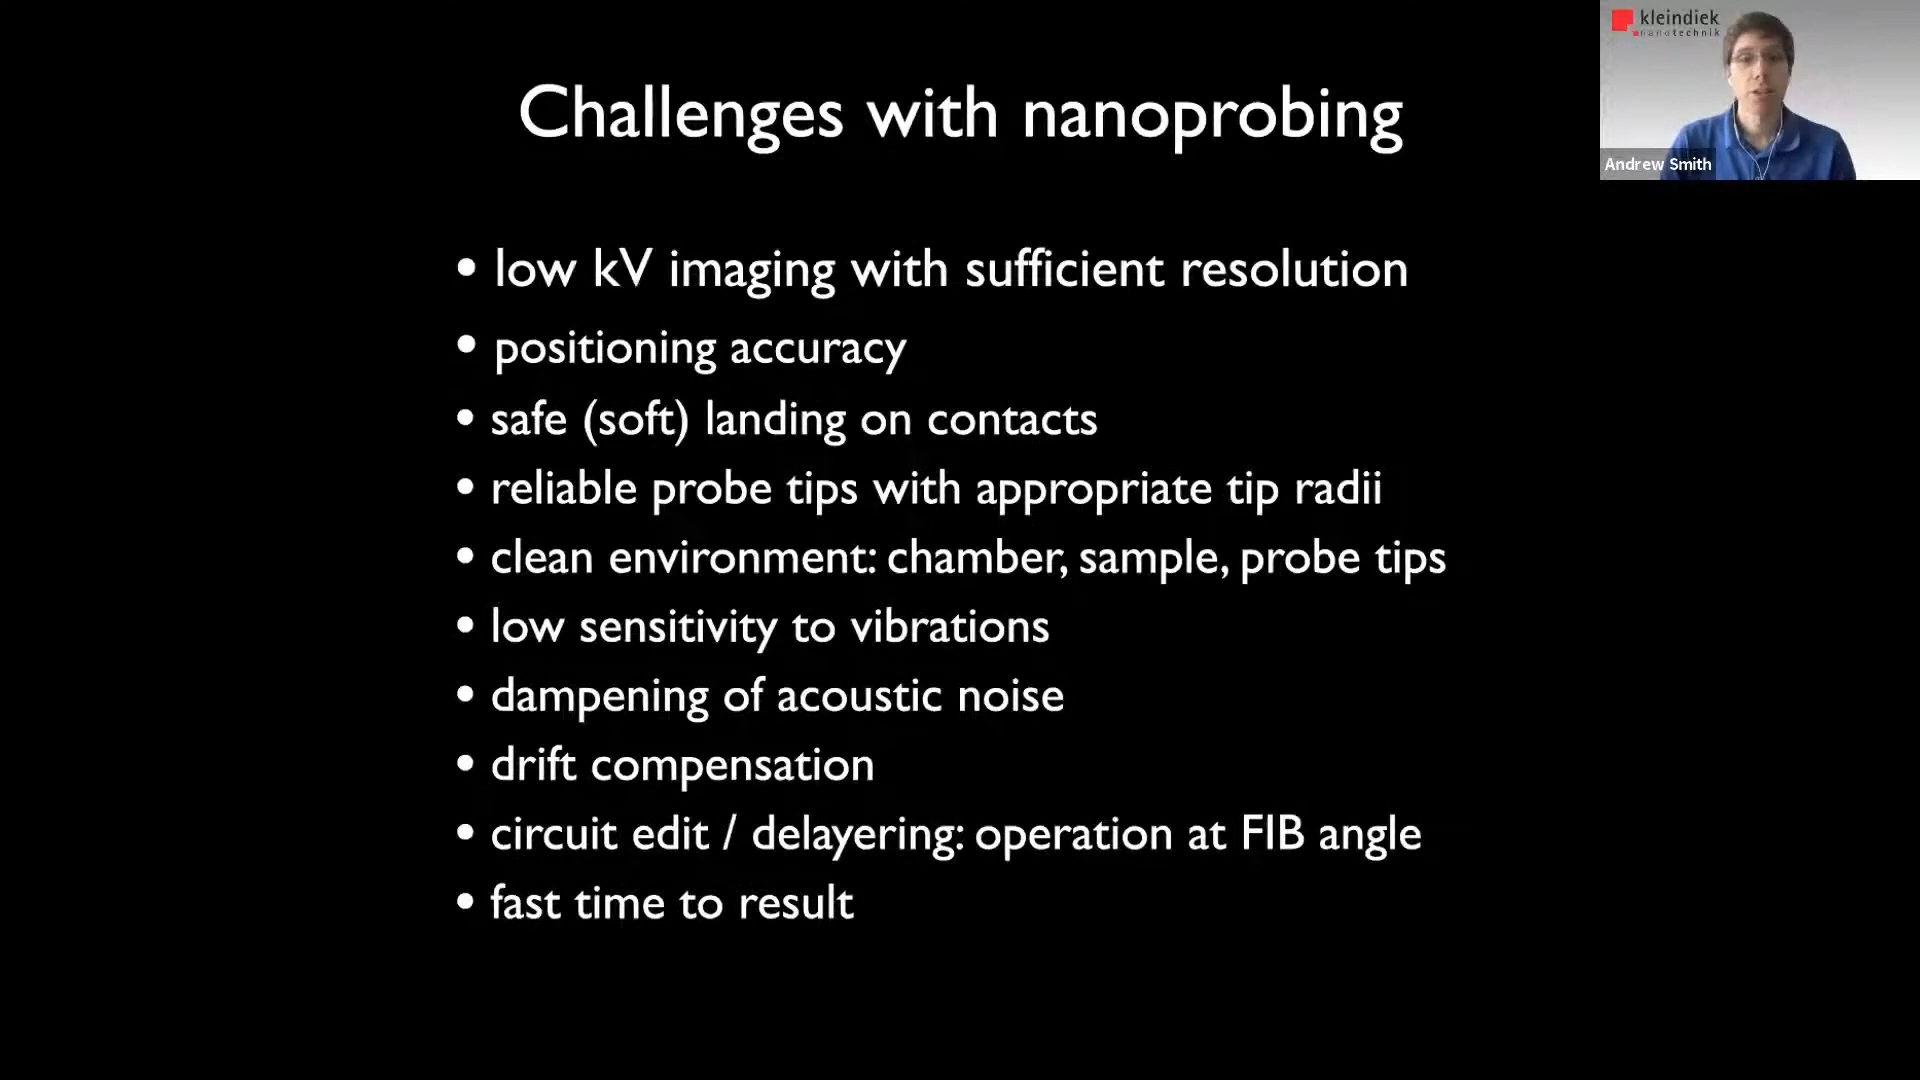 kleindiek
nanotechnik
Andrew Smith
Challenges with nanoprobing
• low kV imaging with sufficient resolution
• positioning accuracy
• safe (soft) landing on contacts
• reliable probe tips with appropriate tip radii
• clean environment: chamber, sample, probe tips
• low sensitivity to vibrations
• dampening of acoustic noise
• drift compensation
• circuit edit / delayering: operation at FIB angle
• fast time to result